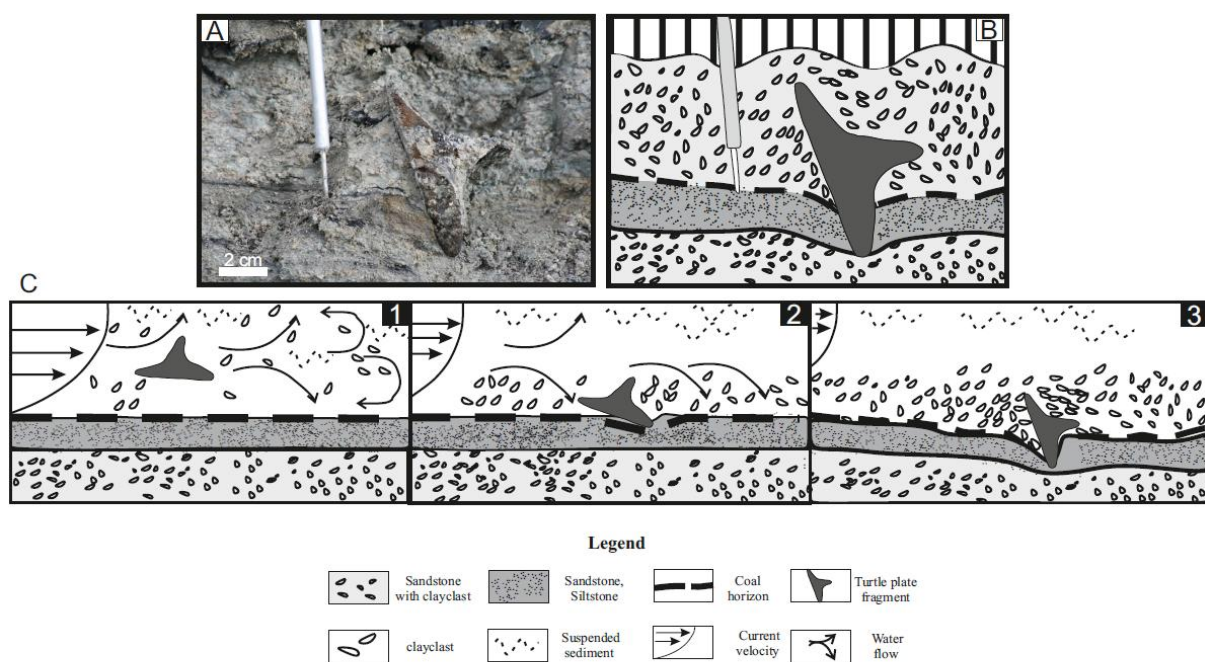 A
B
2 cm
C
1
2
3
Legend
Sandstone
with clayclast
Sandstone,
Siltstone
Coal
horizon
Turtle plate
fragment
clayclast
Suspended
sediment
Current
velocity
Water
flow